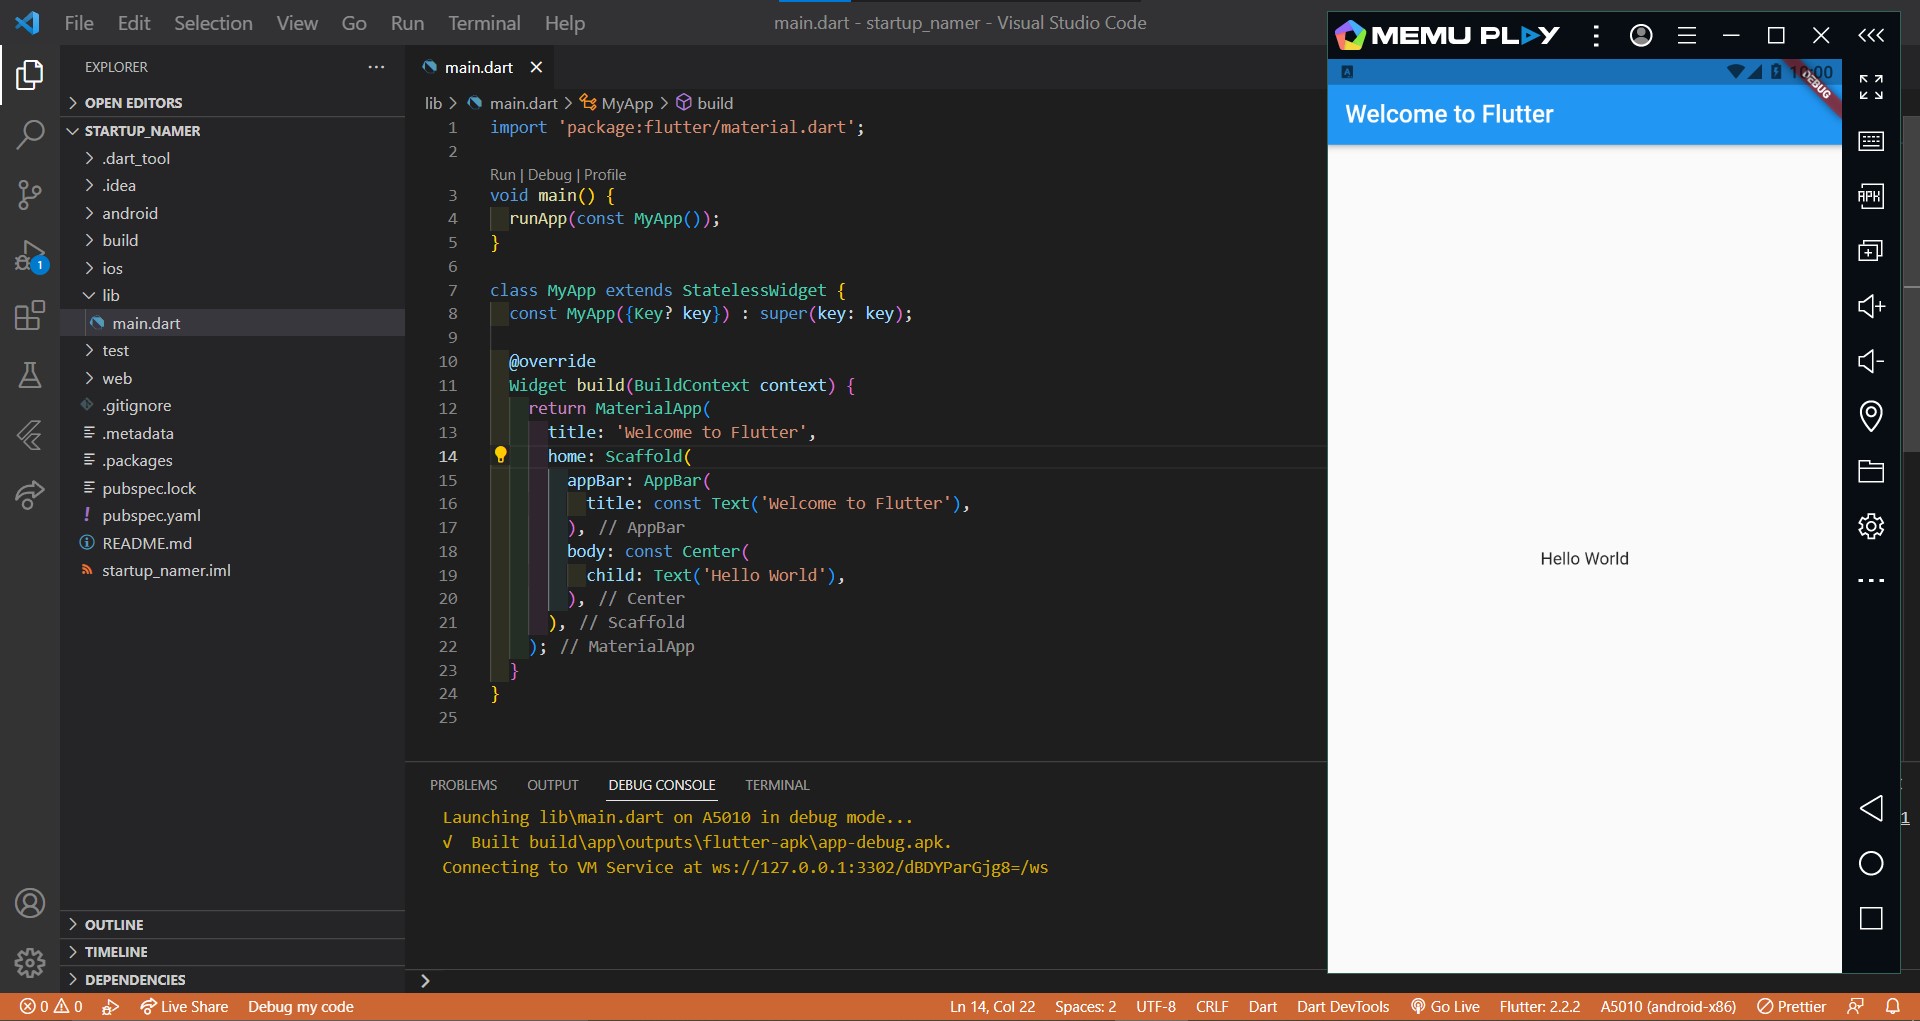 File Edit Selection View Go Run Terminal Help
main.dart - startup_namer - Visual Studio Code
EXPLORER
OPEN EDITORS
STARTUP_NAMER
.dart_tool
.idea
android
build
ios
lib
main.dart
test
web
.gitignore
.metadata
.packages
pubspec.lock
pubspec.yaml
README.md
startup_namer.iml
OUTLINE
TIMELINE
DEPENDENCIES
1
main.dart
lib > main.dart > MyApp > build
1 import 'package:flutter/material.dart';
2
Run | Debug | Profile
3 void main() {
4 runApp(const MyApp());
5 }
6
7 class MyApp extends StatelessWidget {
8 const MyApp({Key? key}) : super(key: key);
9
10 @override
11 Widget build(BuildContext context) {
12 return MaterialApp(
13 title: 'Welcome to Flutter',
14 home: Scaffold(
15 appBar: AppBar(
16 title: const Text('Welcome to Flutter'),
17 ), // AppBar
18 body: const Center(
19 child: Text('Hello World'),
20 ), // Center
21 ), // Scaffold
22 ); // MaterialApp
23 }
24 }
25
PROBLEMS OUTPUT DEBUG CONSOLE TERMINAL
Launching lib\main.dart on A5010 in debug mode...
√ Built build\app\outputs\flutter-apk\app-debug.apk.
Connecting to VM Service at ws://127.0.0.1:3302/dBDYParGjg8=/ws
>
MEMU PLAY
10:00
DEBUG
Welcome to Flutter
Hello World
APK
1
0 0 Live Share Debug my code
Ln 14, Col 22 Spaces: 2 UTF-8 CRLF Dart Dart DevTools Go Live Flutter: 2.2.2 A5010 (android-x86) Prettier